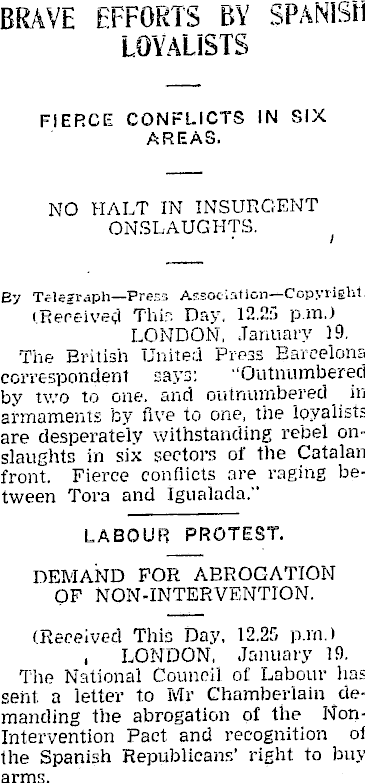 BRAVE EFFORTS BY SPANISH
LOYALISTS
FIERCE CONFLICTS IN SIX
AREAS.
NO HALT IN INSURGENT
ONSLAUGHTS.
By Telegraph—Press Association—Copyright.
(Received This Day, 12.25 p.m.)
LONDON, January 19.
The British United Press Barcelona
correspondent says: "Outnumbered
by two to one, and outnumbered in
armaments by five to one, the loyalists
are desperately withstanding rebel on-
slaughts in six sectors of the Catalan
front. Fierce conflicts are raging be-
tween Tora and Igualada."
LABOUR PROTEST.
DEMAND FOR ABROGATION
OF NON-INTERVENTION.
(Received This Day, 12.25 p.m.)
LONDON, January 19.
The National Council of Labour has
sent a letter to Mr Chamberlain de-
manding the abrogation of the Non-
Intervention Pact and recognition of
the Spanish Republicans' right to buy
arms.